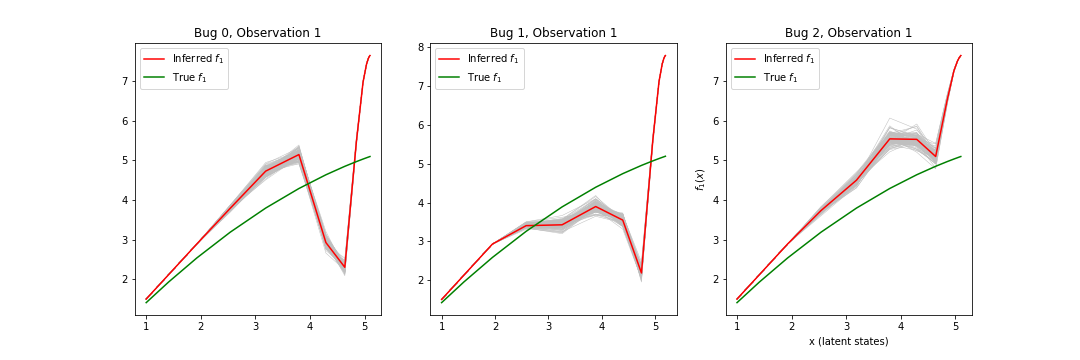 Bug 0, Observation 1
Inferred f₁
True f₁
7
6
5
4
3
2
1 2 3 4 5
Bug 1, Observation 1
Inferred f₁
True f₁
8
7
6
5
4
3
2
1 2 3 4 5
Bug 2, Observation 1
Inferred f₁
True f₁
f₁(x)
7
6
5
4
3
2
1 2 3 4 5
x (latent states)